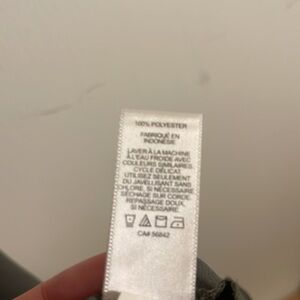 100% POLYESTER
FABRIQUÉ EN
INDONÉSIE
LAVER À LA MACHINE
À L'EAU FROIDE AVEC
COULEURS SIMILAIRES
CYCLE DÉLICAT.
UTILISEZ SEULEMENT
DU JAVELLISANT SANS
CHLORE, SI NÉCESSAIRE.
SÉCHAGE SUR CORDE.
REPASSAGE DOUX,
SI NÉCESSAIRE.
CA# 56842